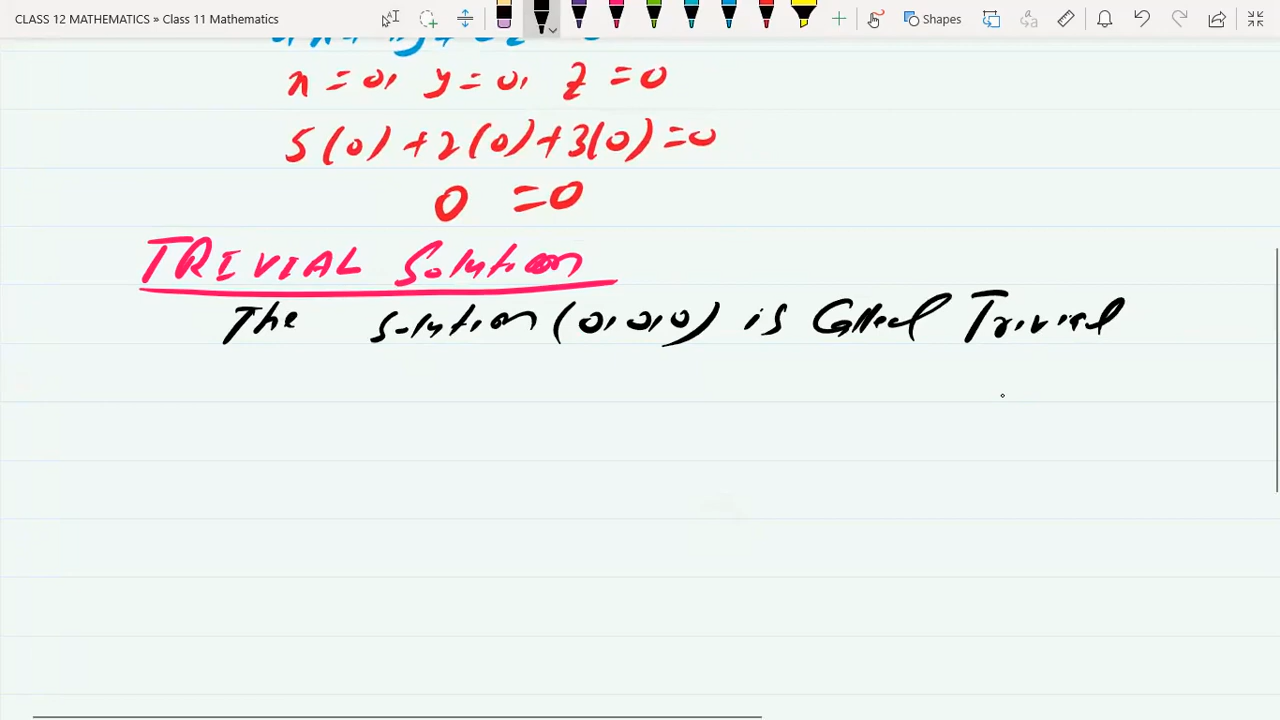 CLASS 12 MATHEMATICS » Class 11 Mathematics
Shapes
x = 0, y = 0, z = 0
5(0) + 2(0) + 3(0) = 0
0 = 0
TRIVIAL Solution
The solution (0,0,0) is Called Trivial